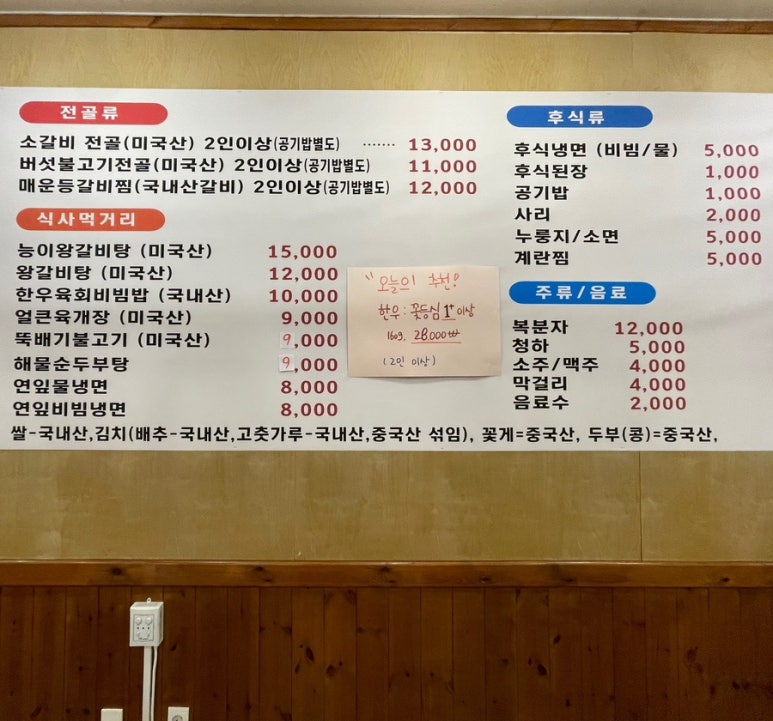 전골류
소갈비 전골(미국산) 2인이상(공기밥별도) ······· 13,000
버섯불고기전골(미국산) 2인이상(공기밥별도) 11,000
매운등갈비찜(국내산갈비) 2인이상(공기밥별도) 12,000
식사먹거리
능이왕갈비탕 (미국산) 15,000
왕갈비탕 (미국산) 12,000
한우육회비빔밥 (국내산) 10,000
얼큰육개장 (미국산) 9,000
뚝배기불고기 (미국산) 9,000
해물순두부탕 9,000
연잎물냉면 8,000
연잎비빔냉면 8,000
"오늘의 추천!
한우 : 꽃등심 1+이상
160g. 28.000₩
(2인 이상)
후식류
후식냉면 (비빔/물) 5,000
후식된장 1,000
공기밥 1,000
사리 2,000
누룽지/소면 5,000
계란찜 5,000
주류/음료
복분자 12,000
청하 5,000
소주/맥주 4,000
막걸리 4,000
음료수 2,000
쌀-국내산,김치(배추-국내산,고춧가루-국내산,중국산 섞임), 꽃게=중국산, 두부(콩)=중국산,